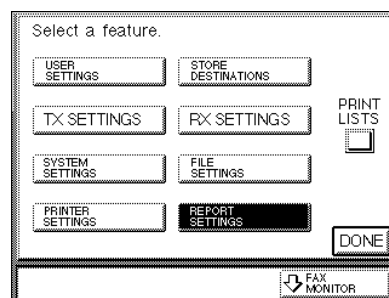 Select a feature.
USER
SETTINGS
STORE
DESTINATIONS
TX SETTINGS
RX SETTINGS
PRINT
LISTS
SYSTEM
SETTINGS
FILE
SETTINGS
PRINTER
SETTINGS
REPORT
SETTINGS
DONE
FAX
MONITOR